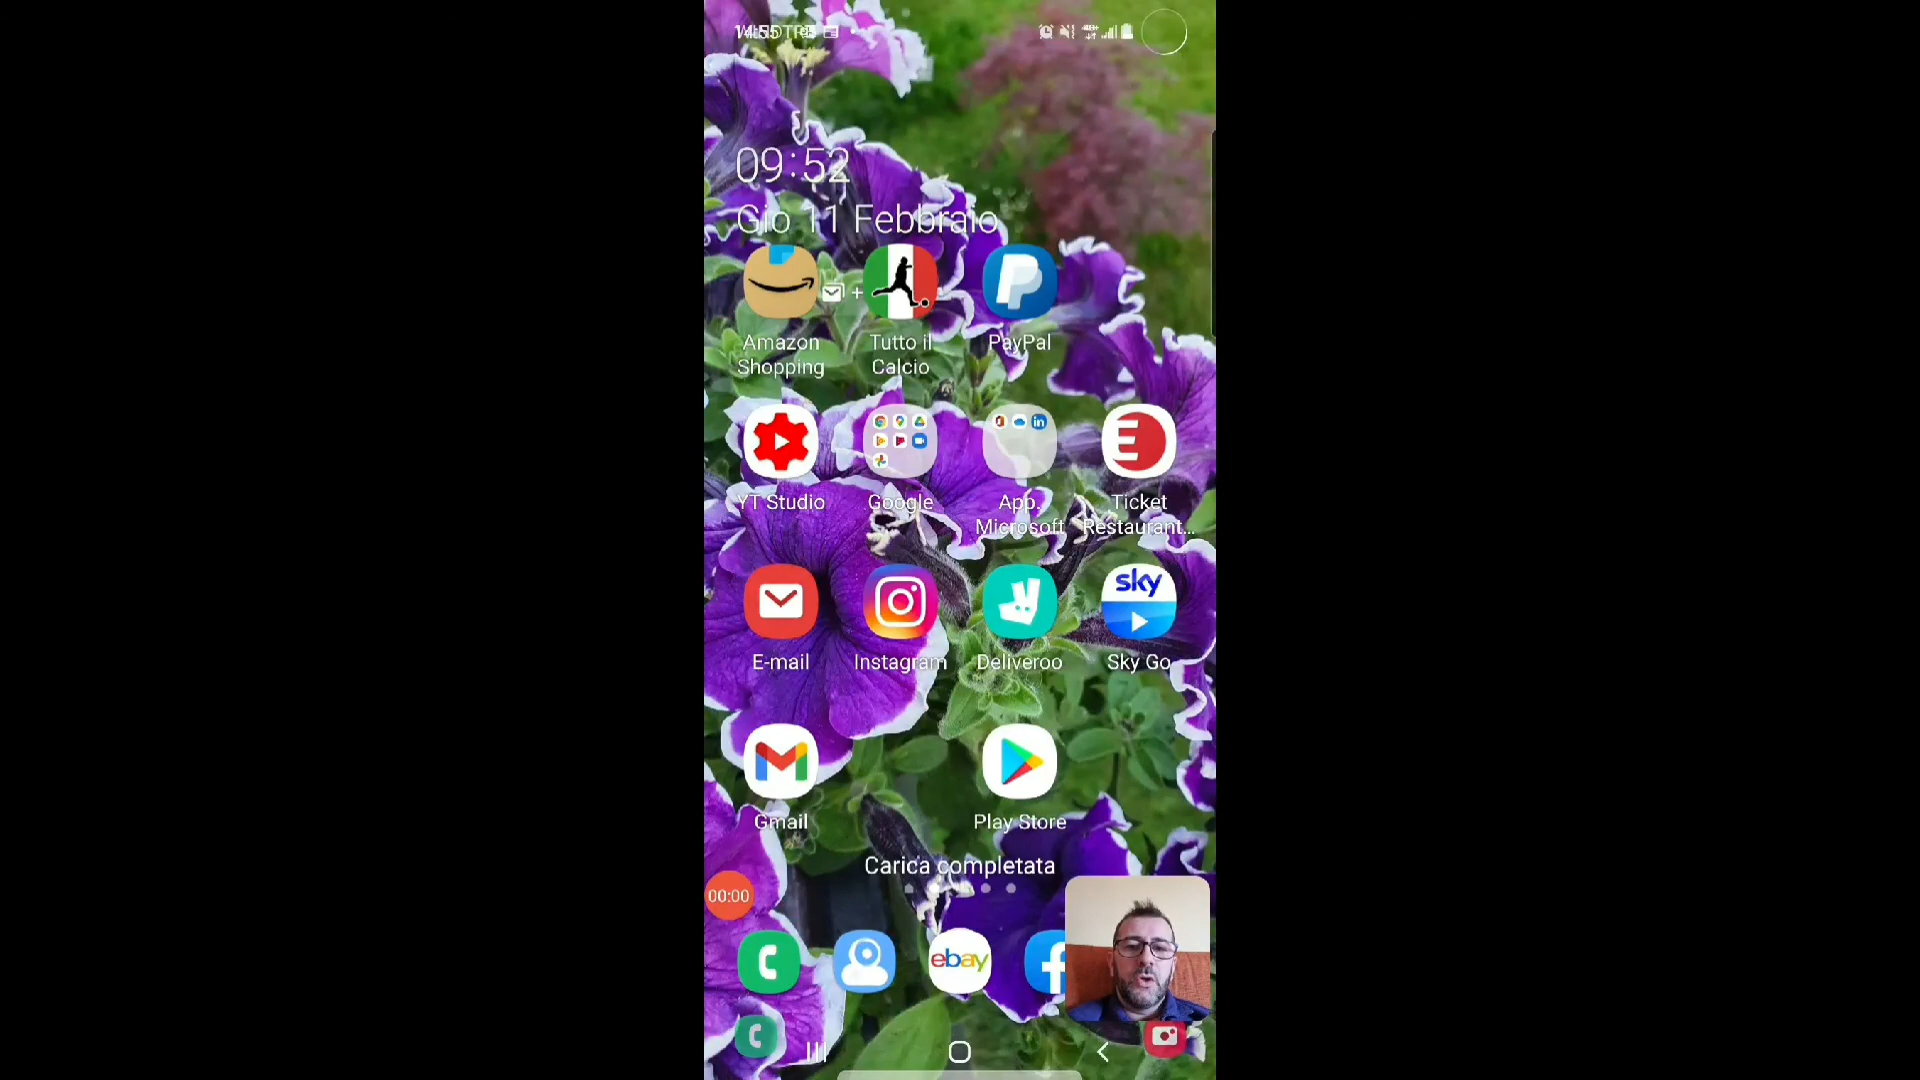 09:52
Gio 11 Febbraio
Amazon Shopping
Tutto il Calcio
PayPal
YT Studio
Google
App. Microsoft
Ticket Restaurant...
sky
E-mail
Instagram
Deliveroo
Sky Go
Gmail
Play Store
Carica completata
00:00
ebay